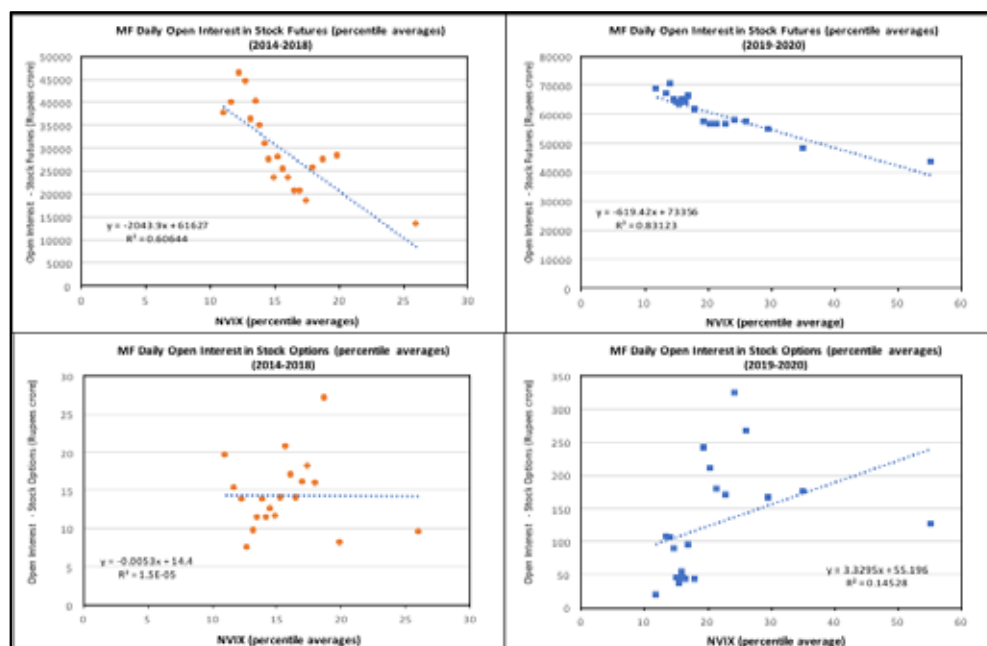 MF Daily Open Interest in Stock Futures (percentile averages)
(2014-2018)
Open Interest - Stock Futures (Rupees crore)
50000
45000
40000
35000
30000
25000
20000
15000
10000
5000
0
y = -2043.9x + 61627
R² = 0.60644
0 5 10 15 20 25 30
NVIX (percentile averages)
MF Daily Open Interest in Stock Futures (percentile averages)
(2019-2020)
Open Interest - Stock Futures (Rupees crore)
80000
70000
60000
50000
40000
30000
20000
10000
0
y = -619.42x + 73356
R² = 0.83123
0 10 20 30 40 50 60
NVIX (percentile average)
MF Daily Open Interest in Stock Options (percentile averages)
(2014-2018)
Open Interest - Stock Options (Rupees crore)
30
25
20
15
10
5
0
y = -0.0053x + 14.4
R² = 1.5E-05
0 5 10 15 20 25 30
NVIX (percentile averages)
MF Daily Open Interest in Stock Options (percentile averages)
(2019-2020)
Open Interest - Stock Options (Rupees crore)
350
300
250
200
150
100
50
0
y = 3.3295x + 55.196
R² = 0.14528
0 10 20 30 40 50 60
NVIX (percentile average)